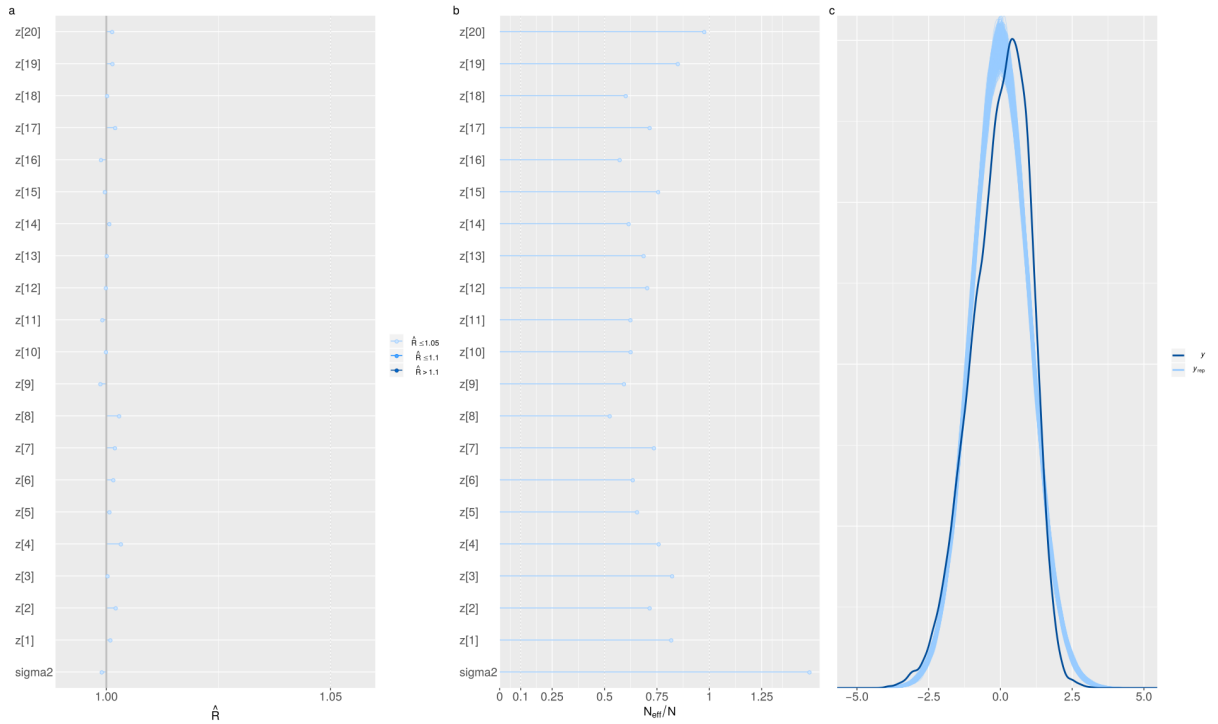 a
z[20]
z[19]
z[18]
z[17]
z[16]
z[15]
z[14]
z[13]
z[12]
z[11]
z[10]
z[9]
z[8]
z[7]
z[6]
z[5]
z[4]
z[3]
z[2]
z[1]
sigma2
1.00 1.05
R̂
R̂ ≤ 1.05
R̂ ≤ 1.1
R̂ > 1.1
b
z[20]
z[19]
z[18]
z[17]
z[16]
z[15]
z[14]
z[13]
z[12]
z[11]
z[10]
z[9]
z[8]
z[7]
z[6]
z[5]
z[4]
z[3]
z[2]
z[1]
sigma2
0 0.1 0.25 0.5 0.75 1 1.25
Neff/N
c
−5.0 −2.5 0.0 2.5 5.0
y
yrep